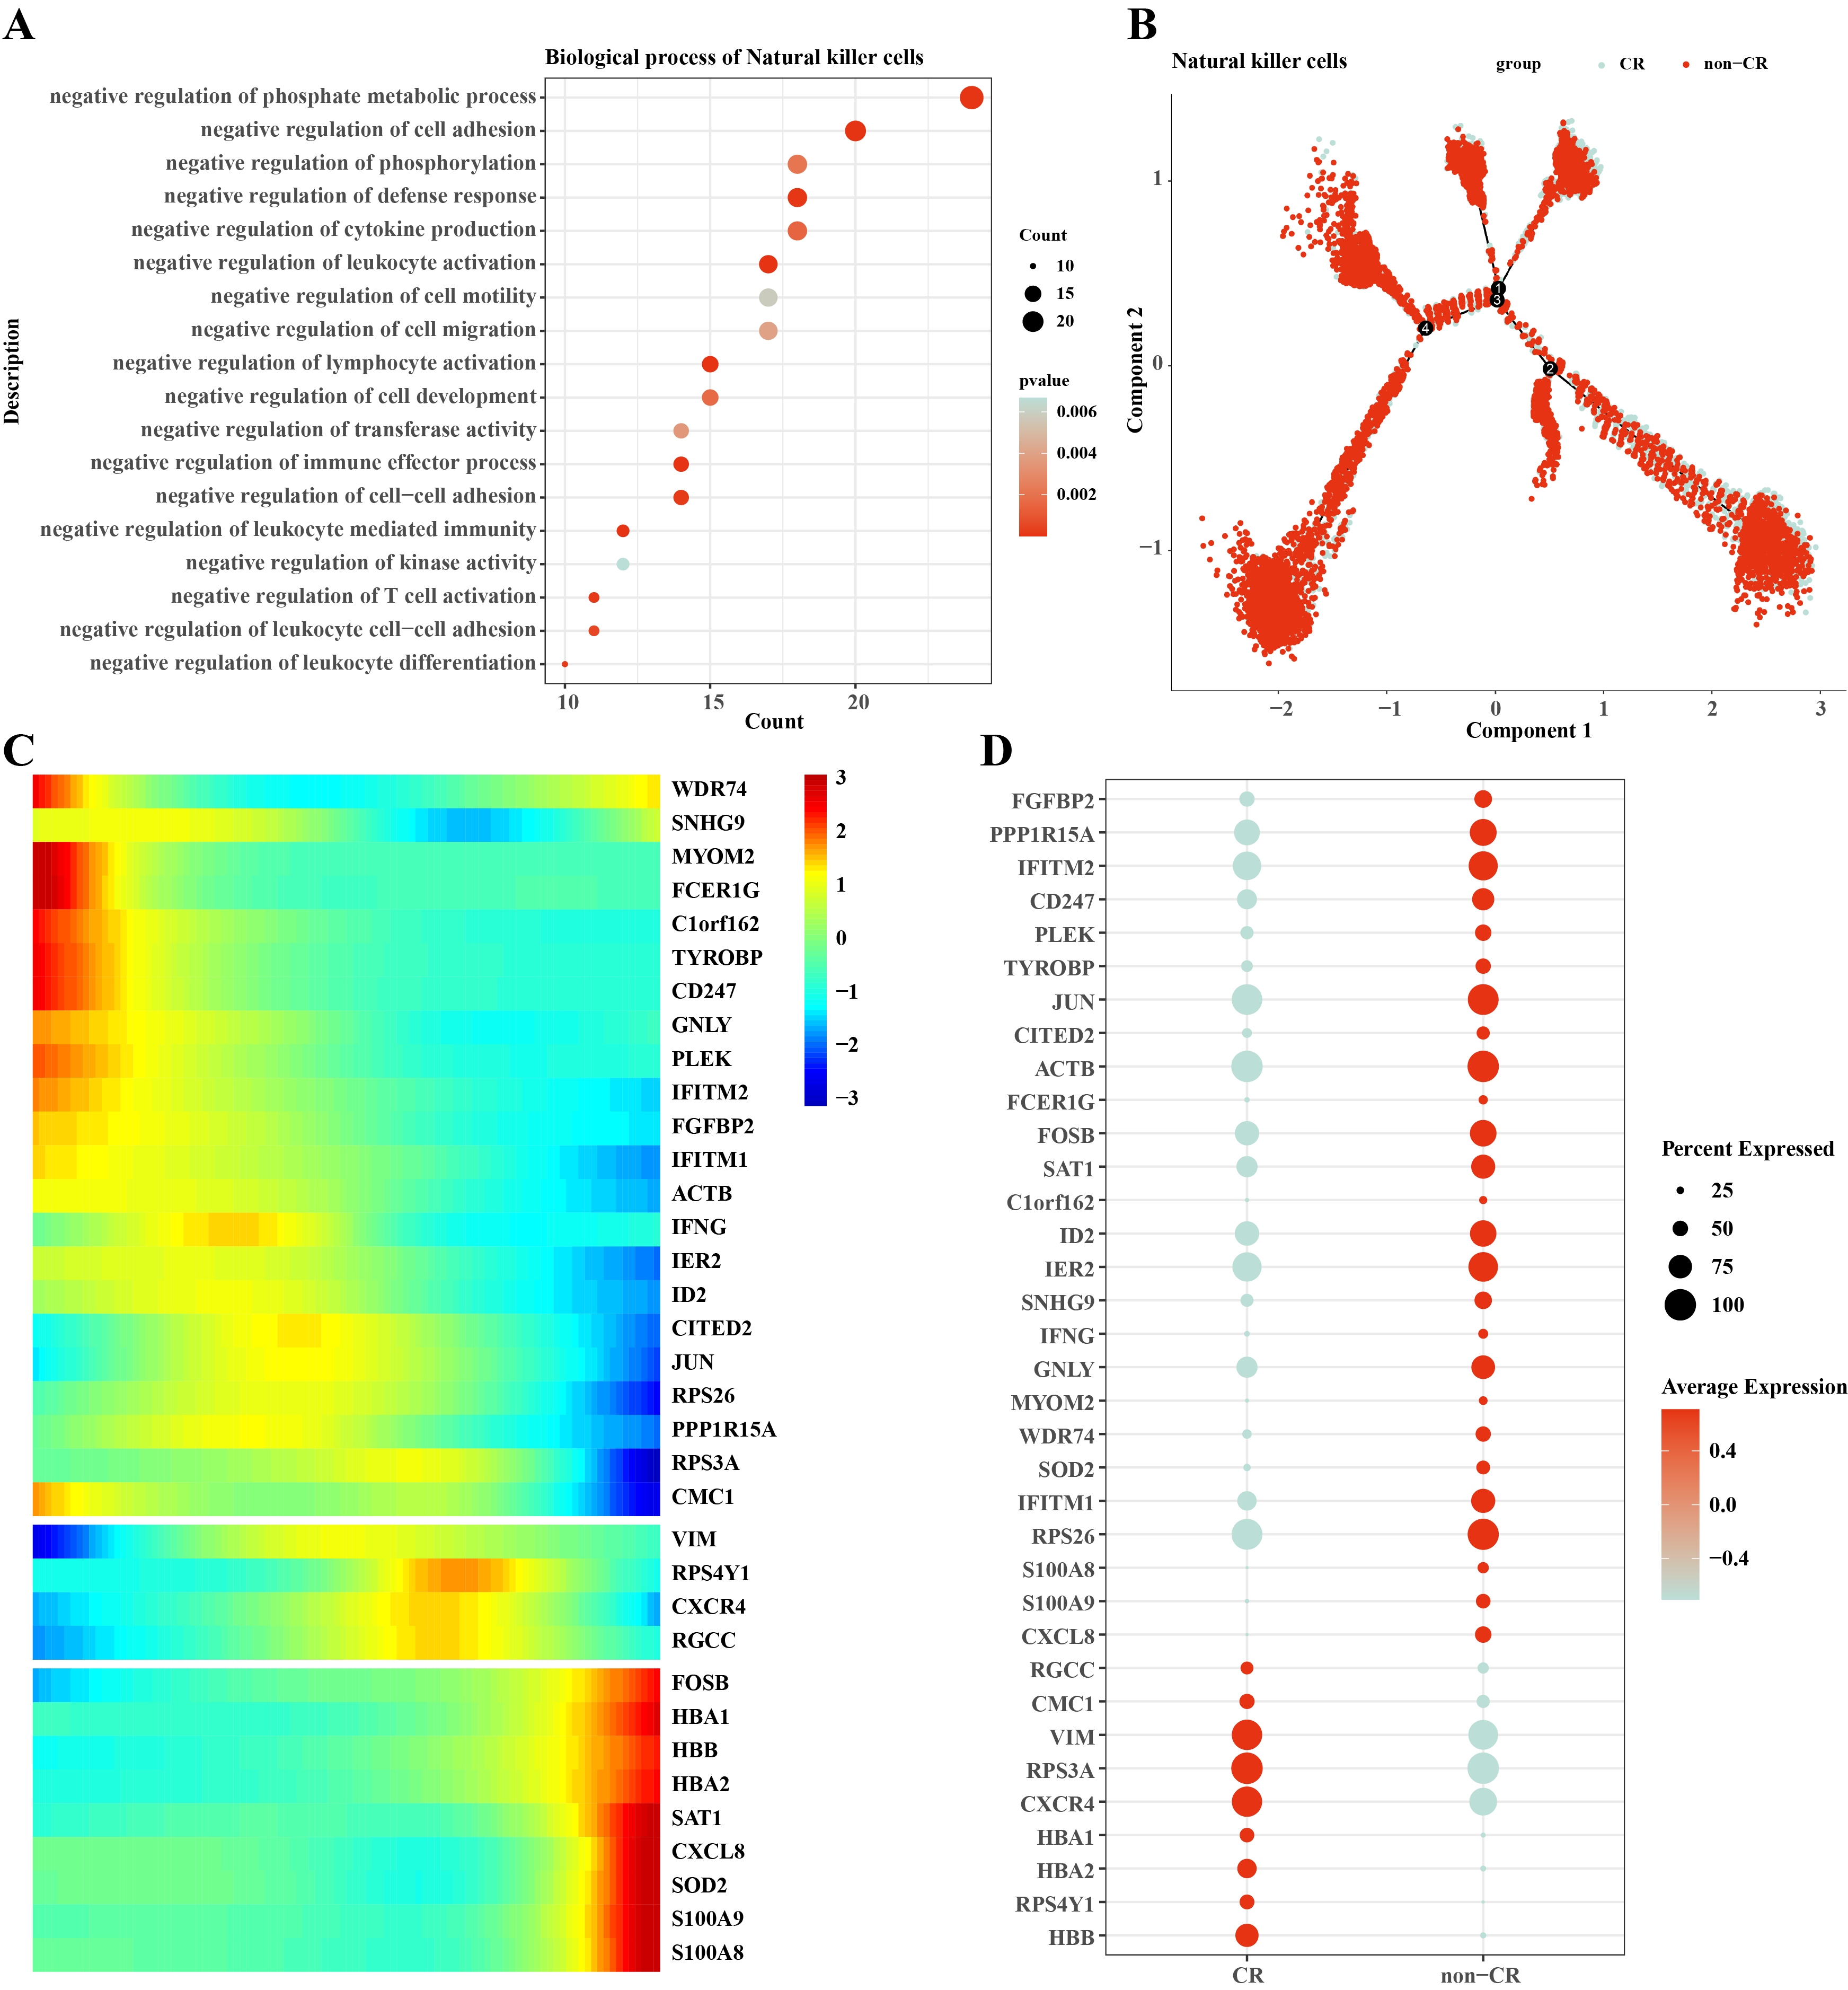 A
Biological process of Natural killer cells
Description
negative regulation of phosphate metabolic process
negative regulation of cell adhesion
negative regulation of phosphorylation
negative regulation of defense response
negative regulation of cytokine production
negative regulation of leukocyte activation
negative regulation of cell motility
negative regulation of cell migration
negative regulation of lymphocyte activation
negative regulation of cell development
negative regulation of transferase activity
negative regulation of immune effector process
negative regulation of cell−cell adhesion
negative regulation of leukocyte mediated immunity
negative regulation of kinase activity
negative regulation of T cell activation
negative regulation of leukocyte cell−cell adhesion
negative regulation of leukocyte differentiation
10 15 20
Count
Count
10
15
20
pvalue
0.006
0.004
0.002
B
Natural killer cells
group CR non−CR
Component 2
1
0
−1
1
3
4
2
−2 −1 0 1 2 3
Component 1
C
WDR74
SNHG9
MYOM2
FCER1G
C1orf162
TYROBP
CD247
GNLY
PLEK
IFITM2
FGFBP2
IFITM1
ACTB
IFNG
IER2
ID2
CITED2
JUN
RPS26
PPP1R15A
RPS3A
CMC1
VIM
RPS4Y1
CXCR4
RGCC
FOSB
HBA1
HBB
HBA2
SAT1
CXCL8
SOD2
S100A9
S100A8
3
2
1
0
−1
−2
−3
D
FGFBP2
PPP1R15A
IFITM2
CD247
PLEK
TYROBP
JUN
CITED2
ACTB
FCER1G
FOSB
SAT1
C1orf162
ID2
IER2
SNHG9
IFNG
GNLY
MYOM2
WDR74
SOD2
IFITM1
RPS26
S100A8
S100A9
CXCL8
RGCC
CMC1
VIM
RPS3A
CXCR4
HBA1
HBA2
RPS4Y1
HBB
CR non−CR
Percent Expressed
25
50
75
100
Average Expression
0.4
0.0
−0.4